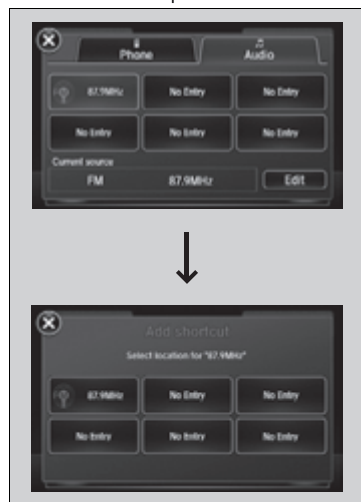 Phone Audio
87.9MHz No Entry No Entry
No Entry No Entry No Entry
Current source
FM 87.9MHz Edit
Add shortcut
Select location for "87.9MHz"
87.9MHz No Entry No Entry
No Entry No Entry No Entry